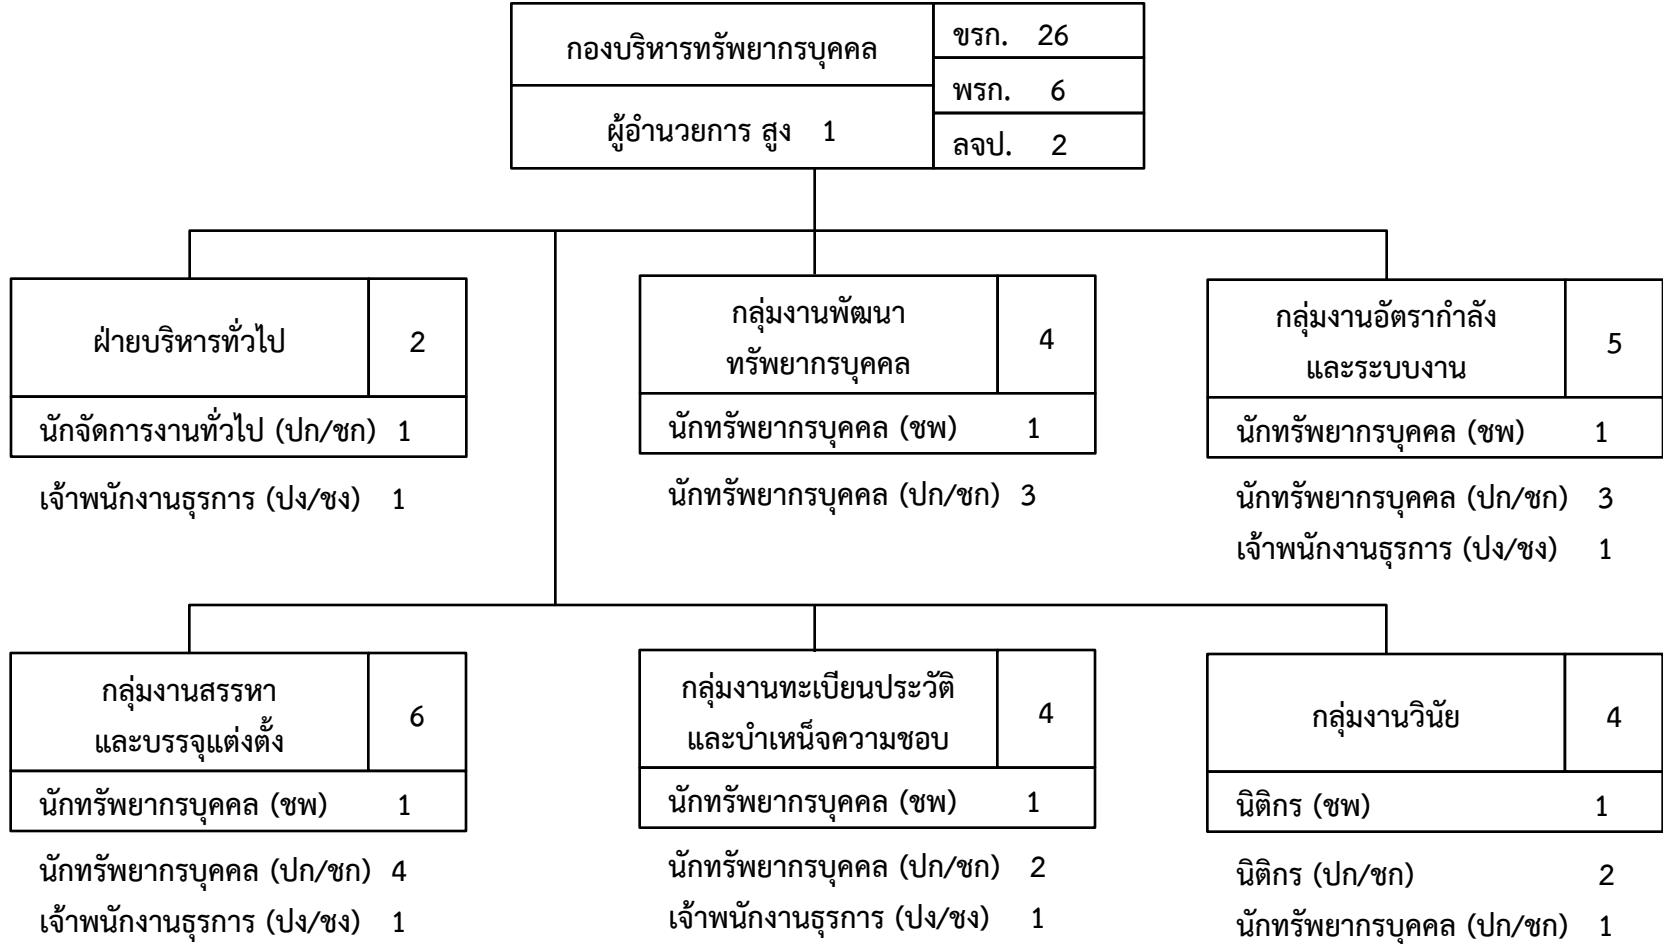 กองบริหารทรัพยากรบุคคล
ผู้อำนวยการ สูง 1
ขรก. 26
พรก. 6
ลจป. 2
ฝ่ายบริหารทั่วไป 2
นักจัดการงานทั่วไป (ปก/ชก) 1
เจ้าพนักงานธุรการ (ปง/ชง) 1
กลุ่มงานพัฒนา
ทรัพยากรบุคคล
4
นักทรัพยากรบุคคล (ชพ) 1
นักทรัพยากรบุคคล (ปก/ชก) 3
กลุ่มงานอัตรากำลัง
และระบบงาน
5
นักทรัพยากรบุคคล (ชพ) 1
นักทรัพยากรบุคคล (ปก/ชก) 3
เจ้าพนักงานธุรการ (ปง/ชง) 1
กลุ่มงานสรรหา
และบรรจุแต่งตั้ง
6
นักทรัพยากรบุคคล (ชพ) 1
นักทรัพยากรบุคคล (ปก/ชก) 4
เจ้าพนักงานธุรการ (ปง/ชง) 1
กลุ่มงานทะเบียนประวัติ
และบำเหน็จความชอบ
4
นักทรัพยากรบุคคล (ชพ) 1
นักทรัพยากรบุคคล (ปก/ชก) 2
เจ้าพนักงานธุรการ (ปง/ชง) 1
กลุ่มงานวินัย 4
นิติกร (ชพ) 1
นิติกร (ปก/ชก) 2
นักทรัพยากรบุคคล (ปก/ชก) 1